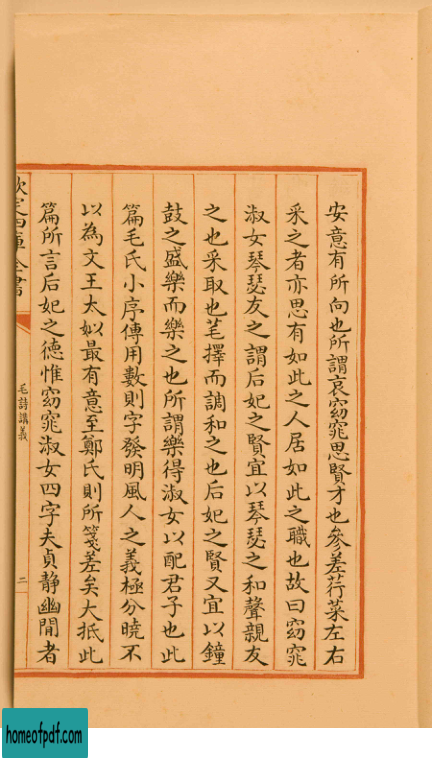 安意有所向也所謂哀窈窕思賢才也參差荇菜左右
采之者亦思有如此之人居如此之職也故曰窈窕
淑女琴瑟友之謂后妃之賢宜以琴瑟之和聲親友
之也采取也芼擇而調和之也后妃之賢又宜以鐘
鼓之盛樂而樂之也所謂樂得淑女以配君子也此
篇毛氏小序傳用數則字發明風人之義極分曉不
以為文王太姒最有意至鄭氏則所箋差矣大抵此
篇所言后妃之德惟窈窕淑女四字夫貞静幽閒者
欽定四庫全書
毛詩講義
二
homeofpdf.com